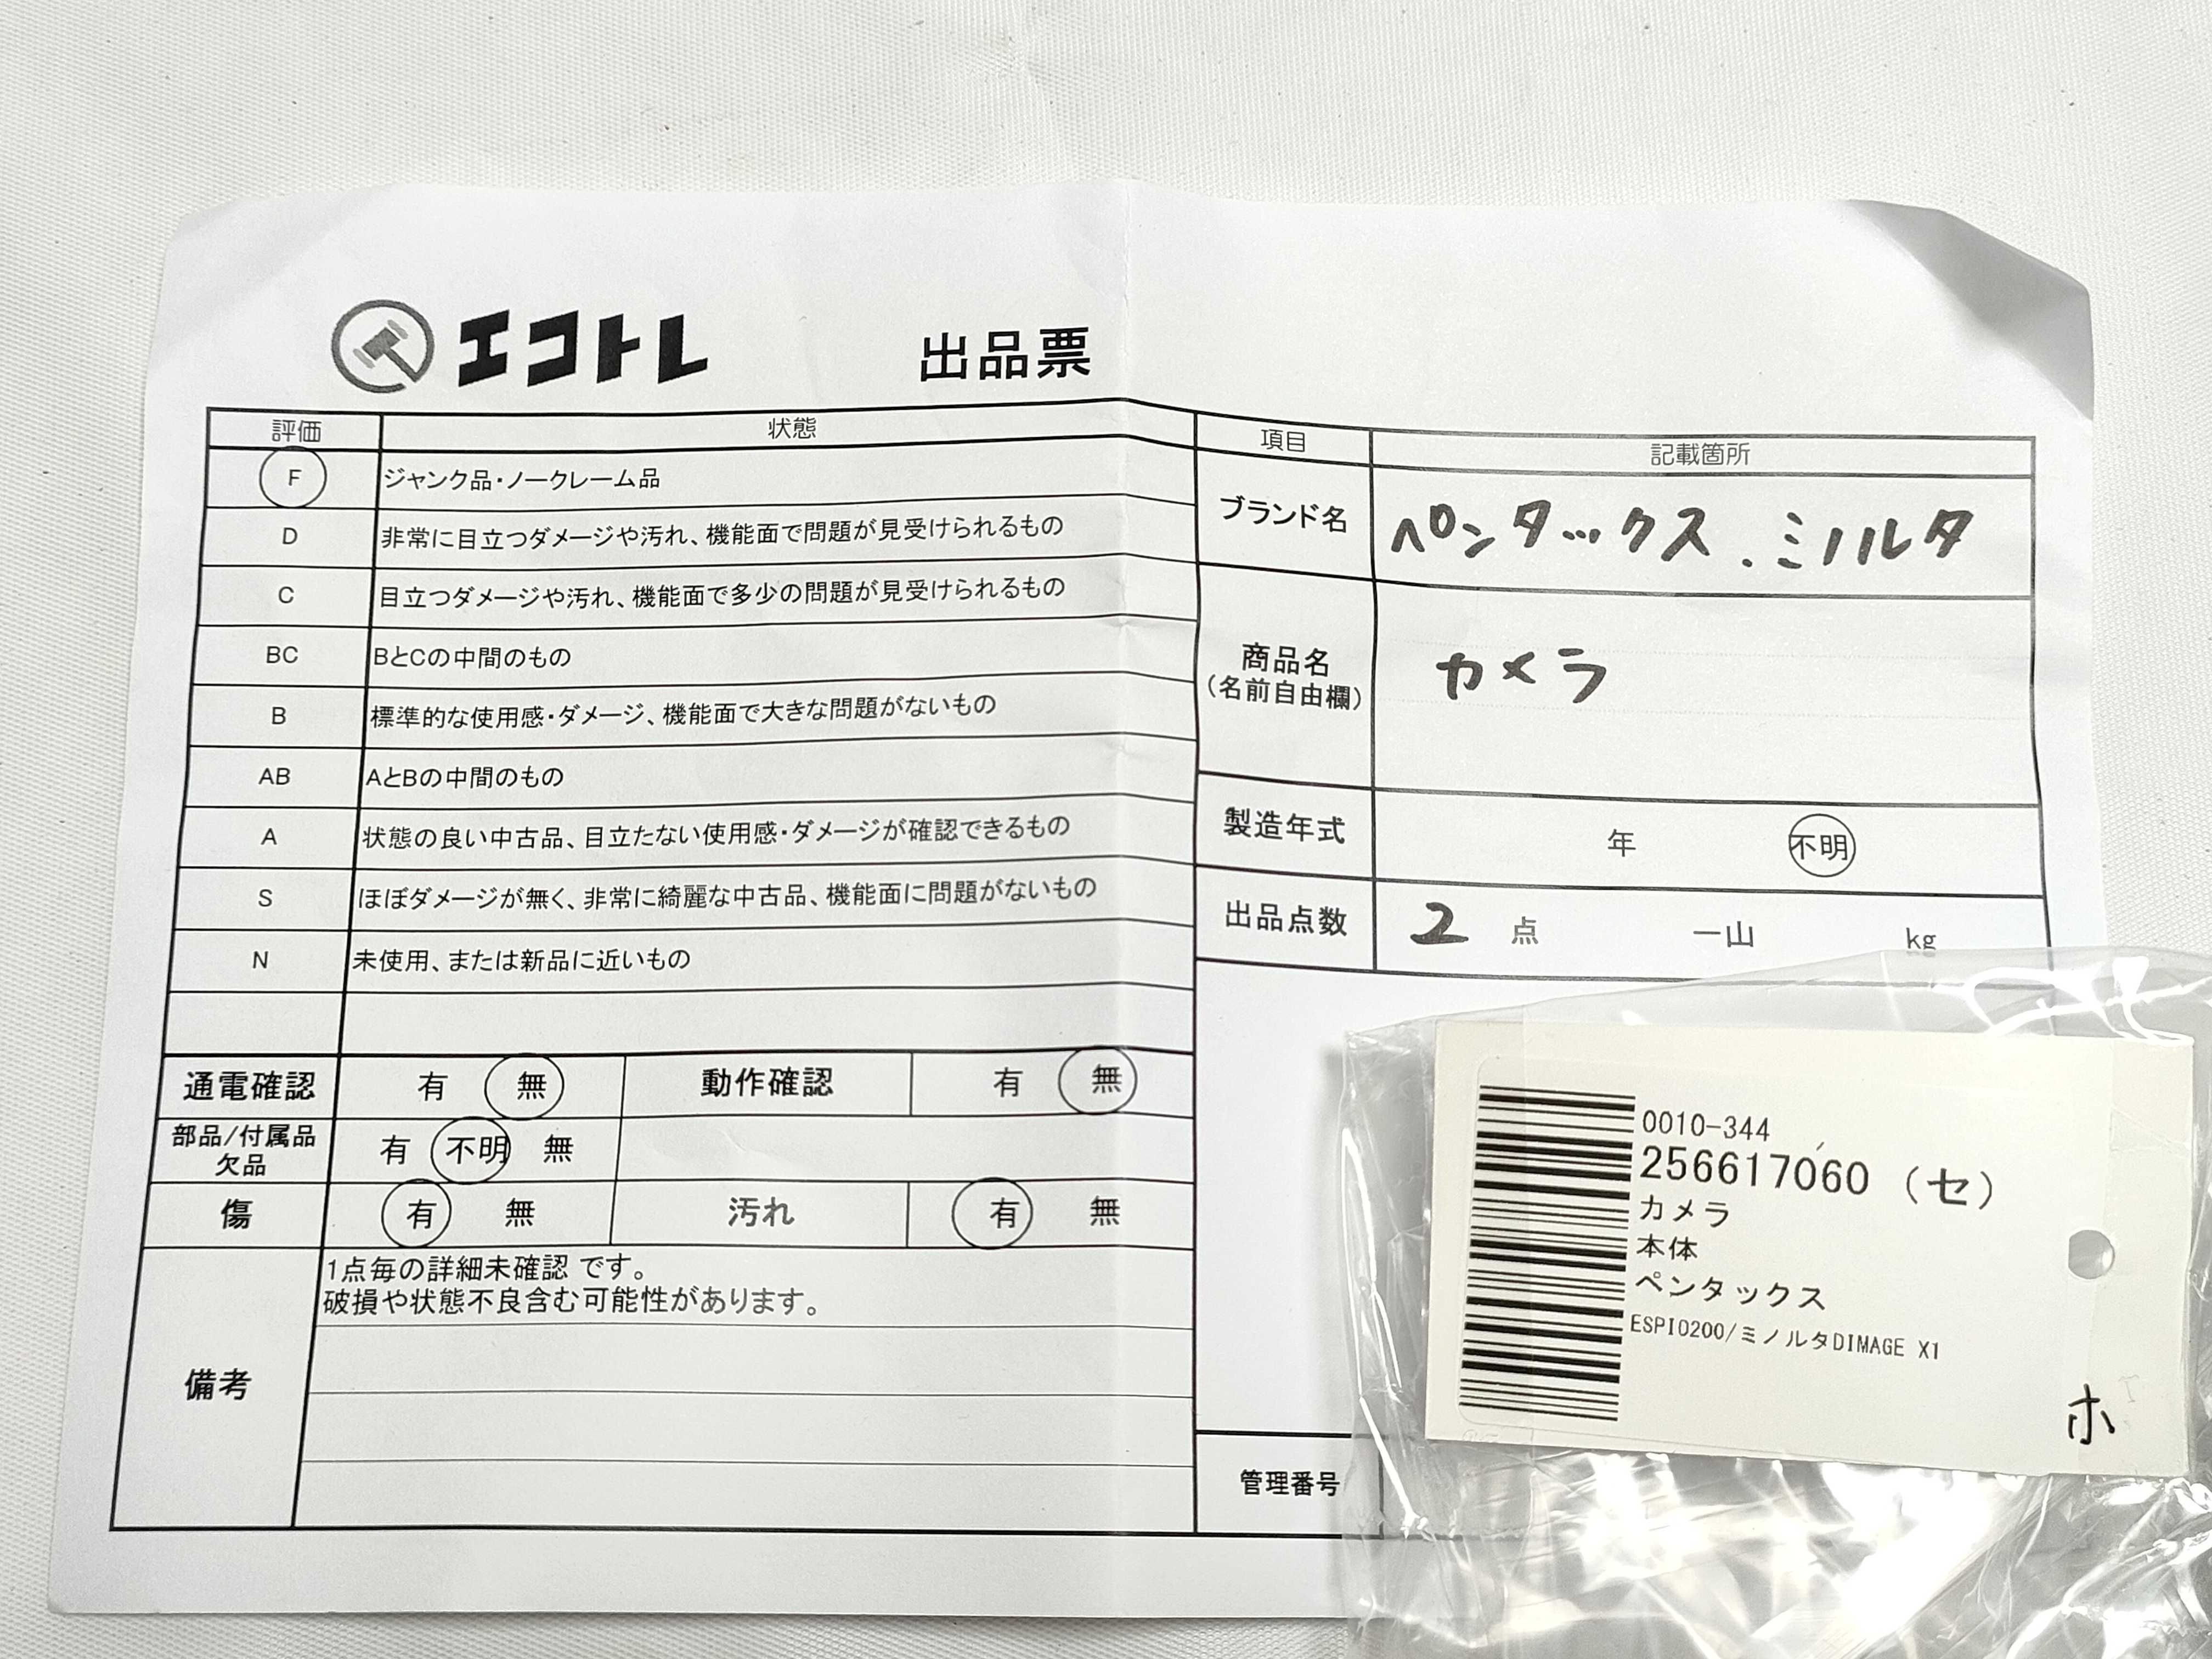 エコトレ
出品票
評価 状態
F ジャンク品・ノークレーム品
D 非常に目立つダメージや汚れ、機能面で問題が見受けられるもの
C 目立つダメージや汚れ、機能面で多少の問題が見受けられるもの
BC BとCの中間のもの
B 標準的な使用感・ダメージ、機能面で大きな問題がないもの
AB AとBの中間のもの
A 状態の良い中古品、目立たない使用感・ダメージが確認できるもの
S ほぼダメージが無く、非常に綺麗な中古品、機能面に問題がないもの
N 未使用、または新品に近いもの
通電確認 有 無 動作確認 有 無
部品/付属品
欠品 有 不明 無
傷 有 無 汚れ 有 無
備考
1点毎の詳細未確認 です。
破損や状態不良含む可能性があります。
項目 記載箇所
ブランド名 ペンタックス.ミノルタ
商品名
(名前自由欄) カメラ
製造年式 年 不明
出品点数 2 点 一山 kg
管理番号
0010-344
256617060 (セ)
カメラ
本体
ペンタックス
ESPIO200/ミノルタDIMAGE X1
ホ